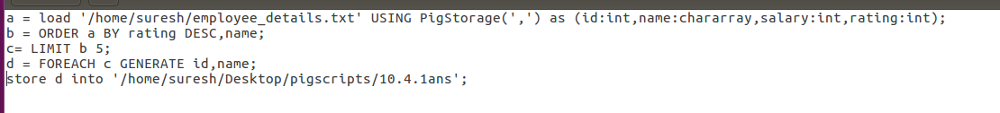 a = load '/home/suresh/employee_details.txt' USING PigStorage(',') as (id:int,name:chararray,salary:int,rating:int);
b = ORDER a BY rating DESC,name;
c= LIMIT b 5;
d = FOREACH c GENERATE id,name;
store d into '/home/suresh/Desktop/pigscripts/10.4.1ans';